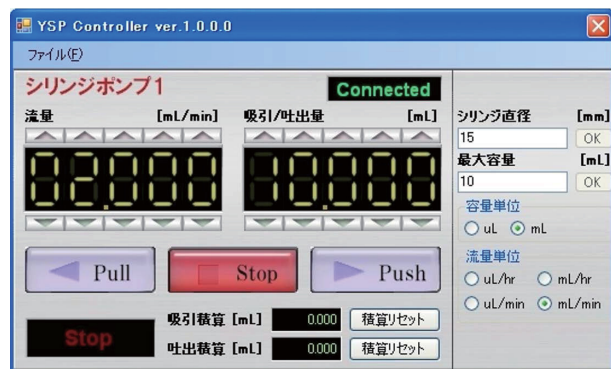 YSP Controller ver.1.0.0.0
ファイル(F)
シリンジポンプ1
Connected
流量 [mL/min]
吸引/吐出量 [mL]
02.000
10.000
Pull
Stop
Push
Stop
吸引積算 [mL] 0.000 積算リセット
吐出積算 [mL] 0.000 積算リセット
シリンジ直径 [mm]
15 OK
最大容量 [mL]
10 OK
容量単位
uL mL
流量単位
uL/hr mL/hr
uL/min mL/min